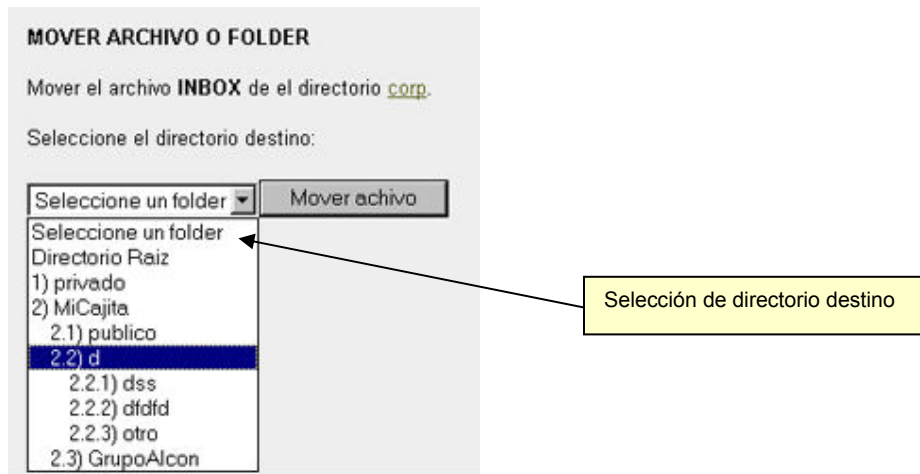 MOVER ARCHIVO O FOLDER
Mover el archivo INBOX de el directorio corp.
Seleccione el directorio destino:
Seleccione un folder Mover achivo
Seleccione un folder
Directorio Raiz
1) privado
2) MiCajita
2.1) publico
2.2) d
2.2.1) dss
2.2.2) dfdfd
2.2.3) otro
2.3) GrupoAlcon
Selección de directorio destino